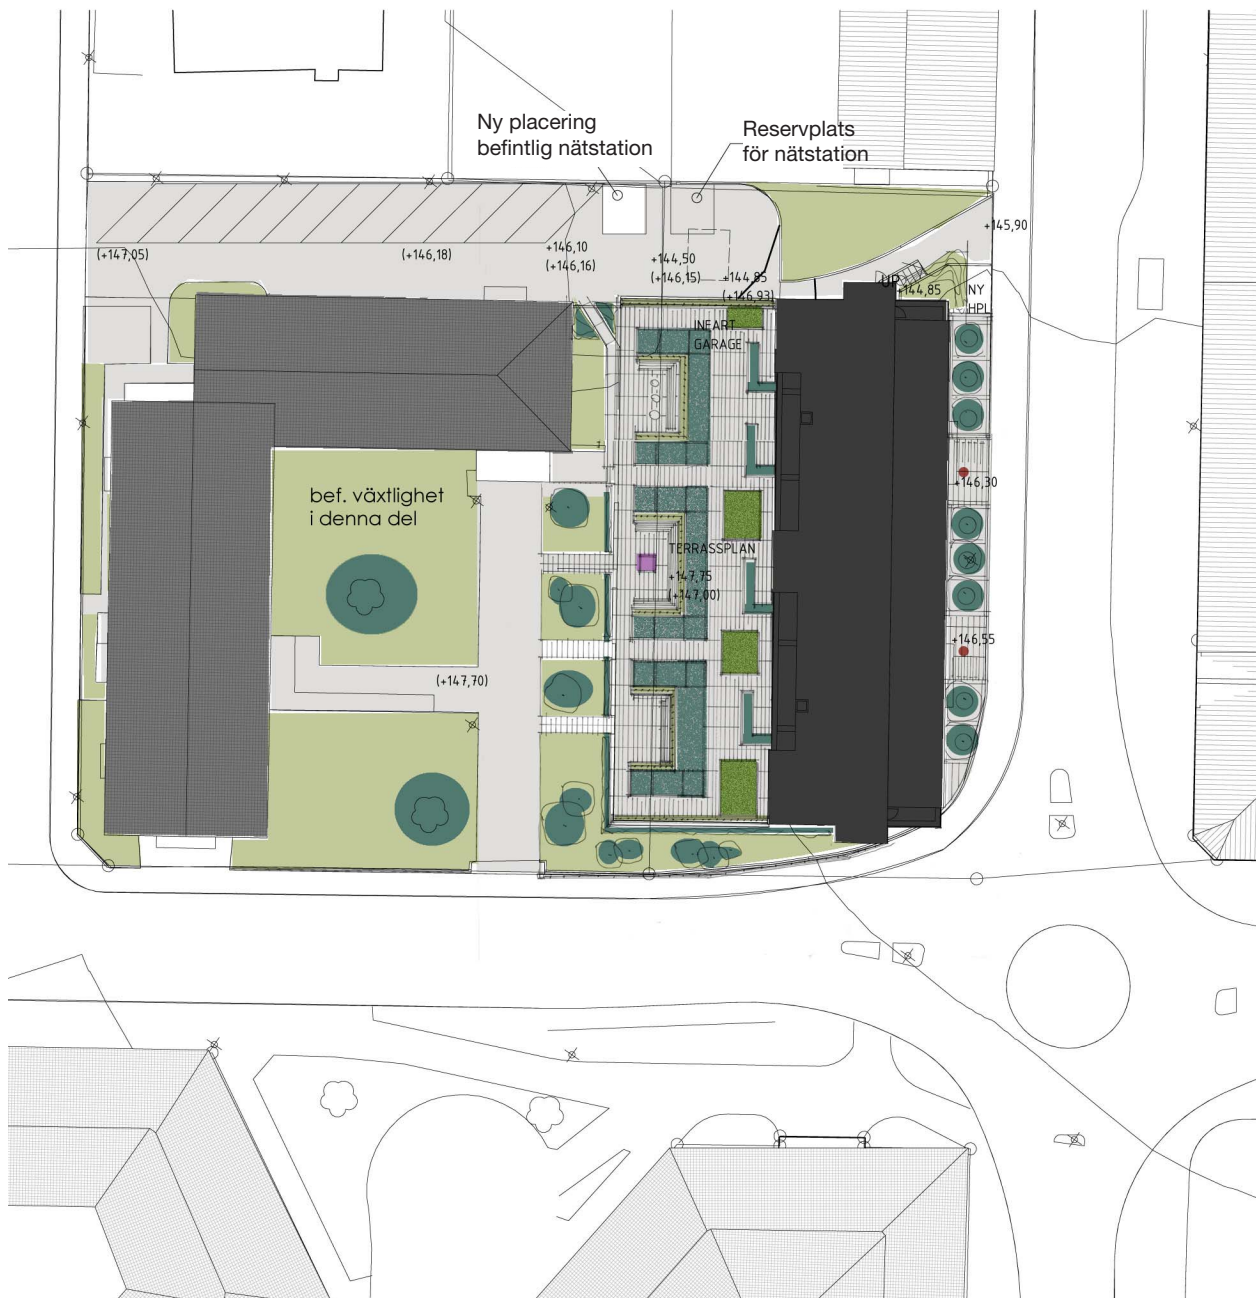 Ny placering
befintlig nätstation
Reservplats
för nätstation
+145,90
(+147,05)
(+146,18)
+146,10
(+146,16)
+144,50
(+146,15)
+144,85
(+146,93)
UP
+144,85
NY
HPL
INFART
GARAGE
bef. växtlighet
i denna del
+146,30
TERRASSPLAN
+147,75
(+147,00)
+146,55
(+147,70)